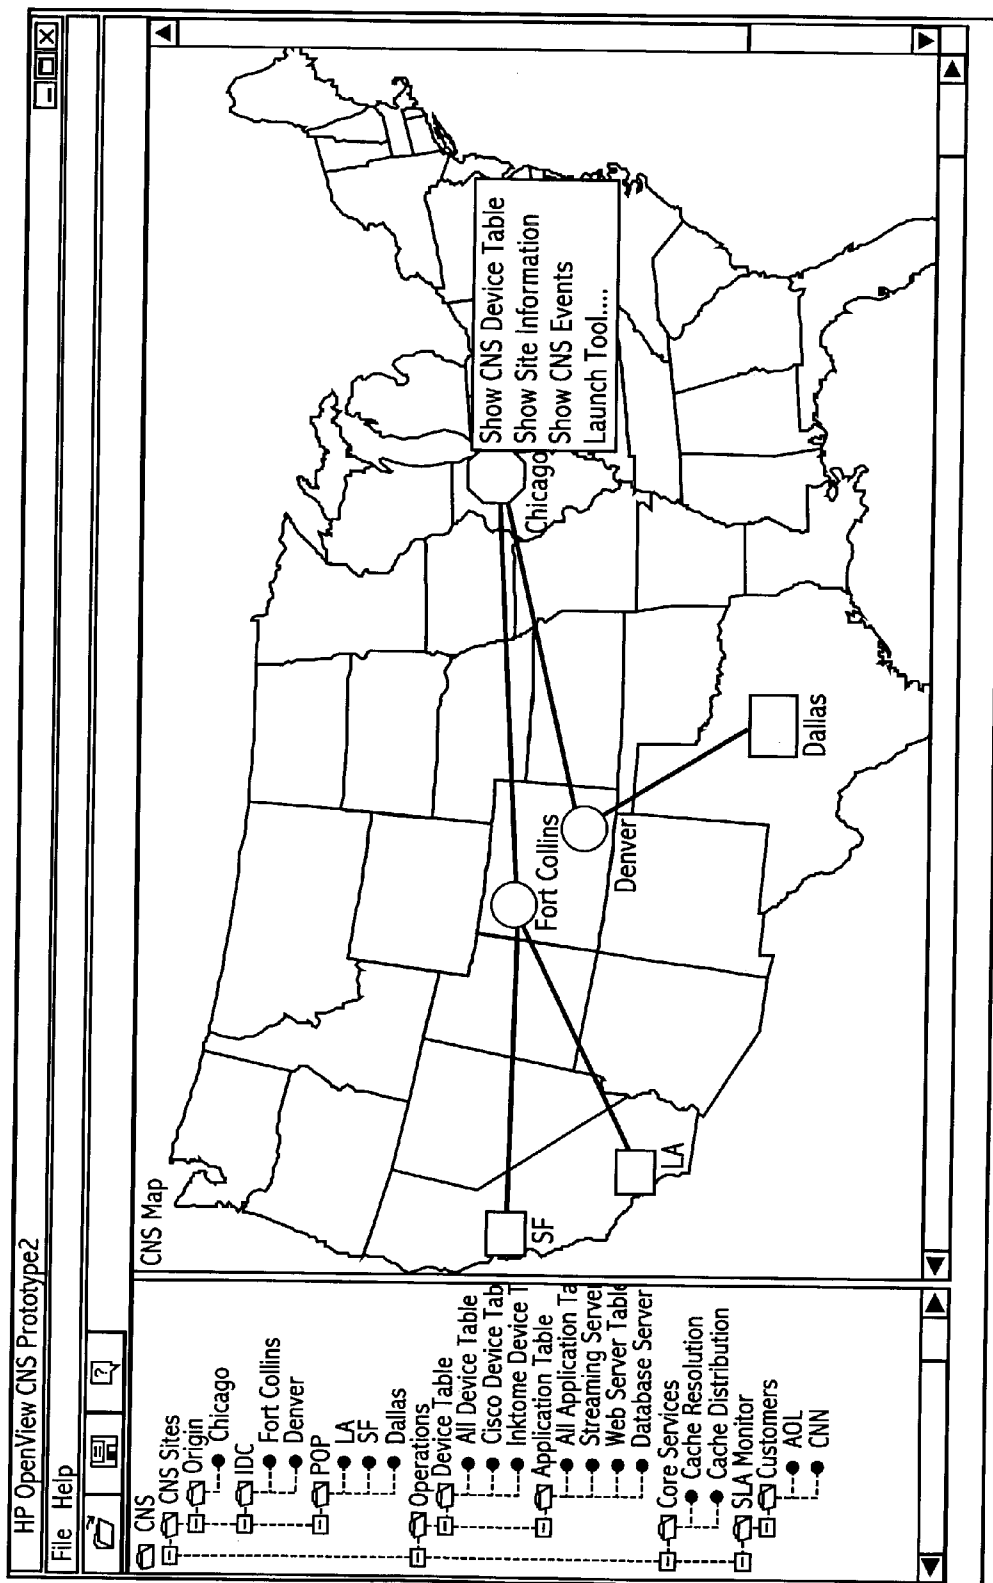 HP OpenView CNS Prototype2
File Help
CNS
CNS Sites
Origin
Chicago
IDC
Fort Collins
Denver
POP
LA
SF
Dallas
Operations
Device Table
All Device Table
Cisco Device Tab
Inktome Device T
Application Table
All Application Ta
Streaming Server
Web Server Table
Database Server
Core Services
Cache Resolution
Cache Distribution
SLA Monitor
Customers
AOL
CNN
CNS Map
SF
LA
Fort Collins
Denver
Dallas
Chicago
Show CNS Device Table
Show Site Information
Show CNS Events
Launch Tool....